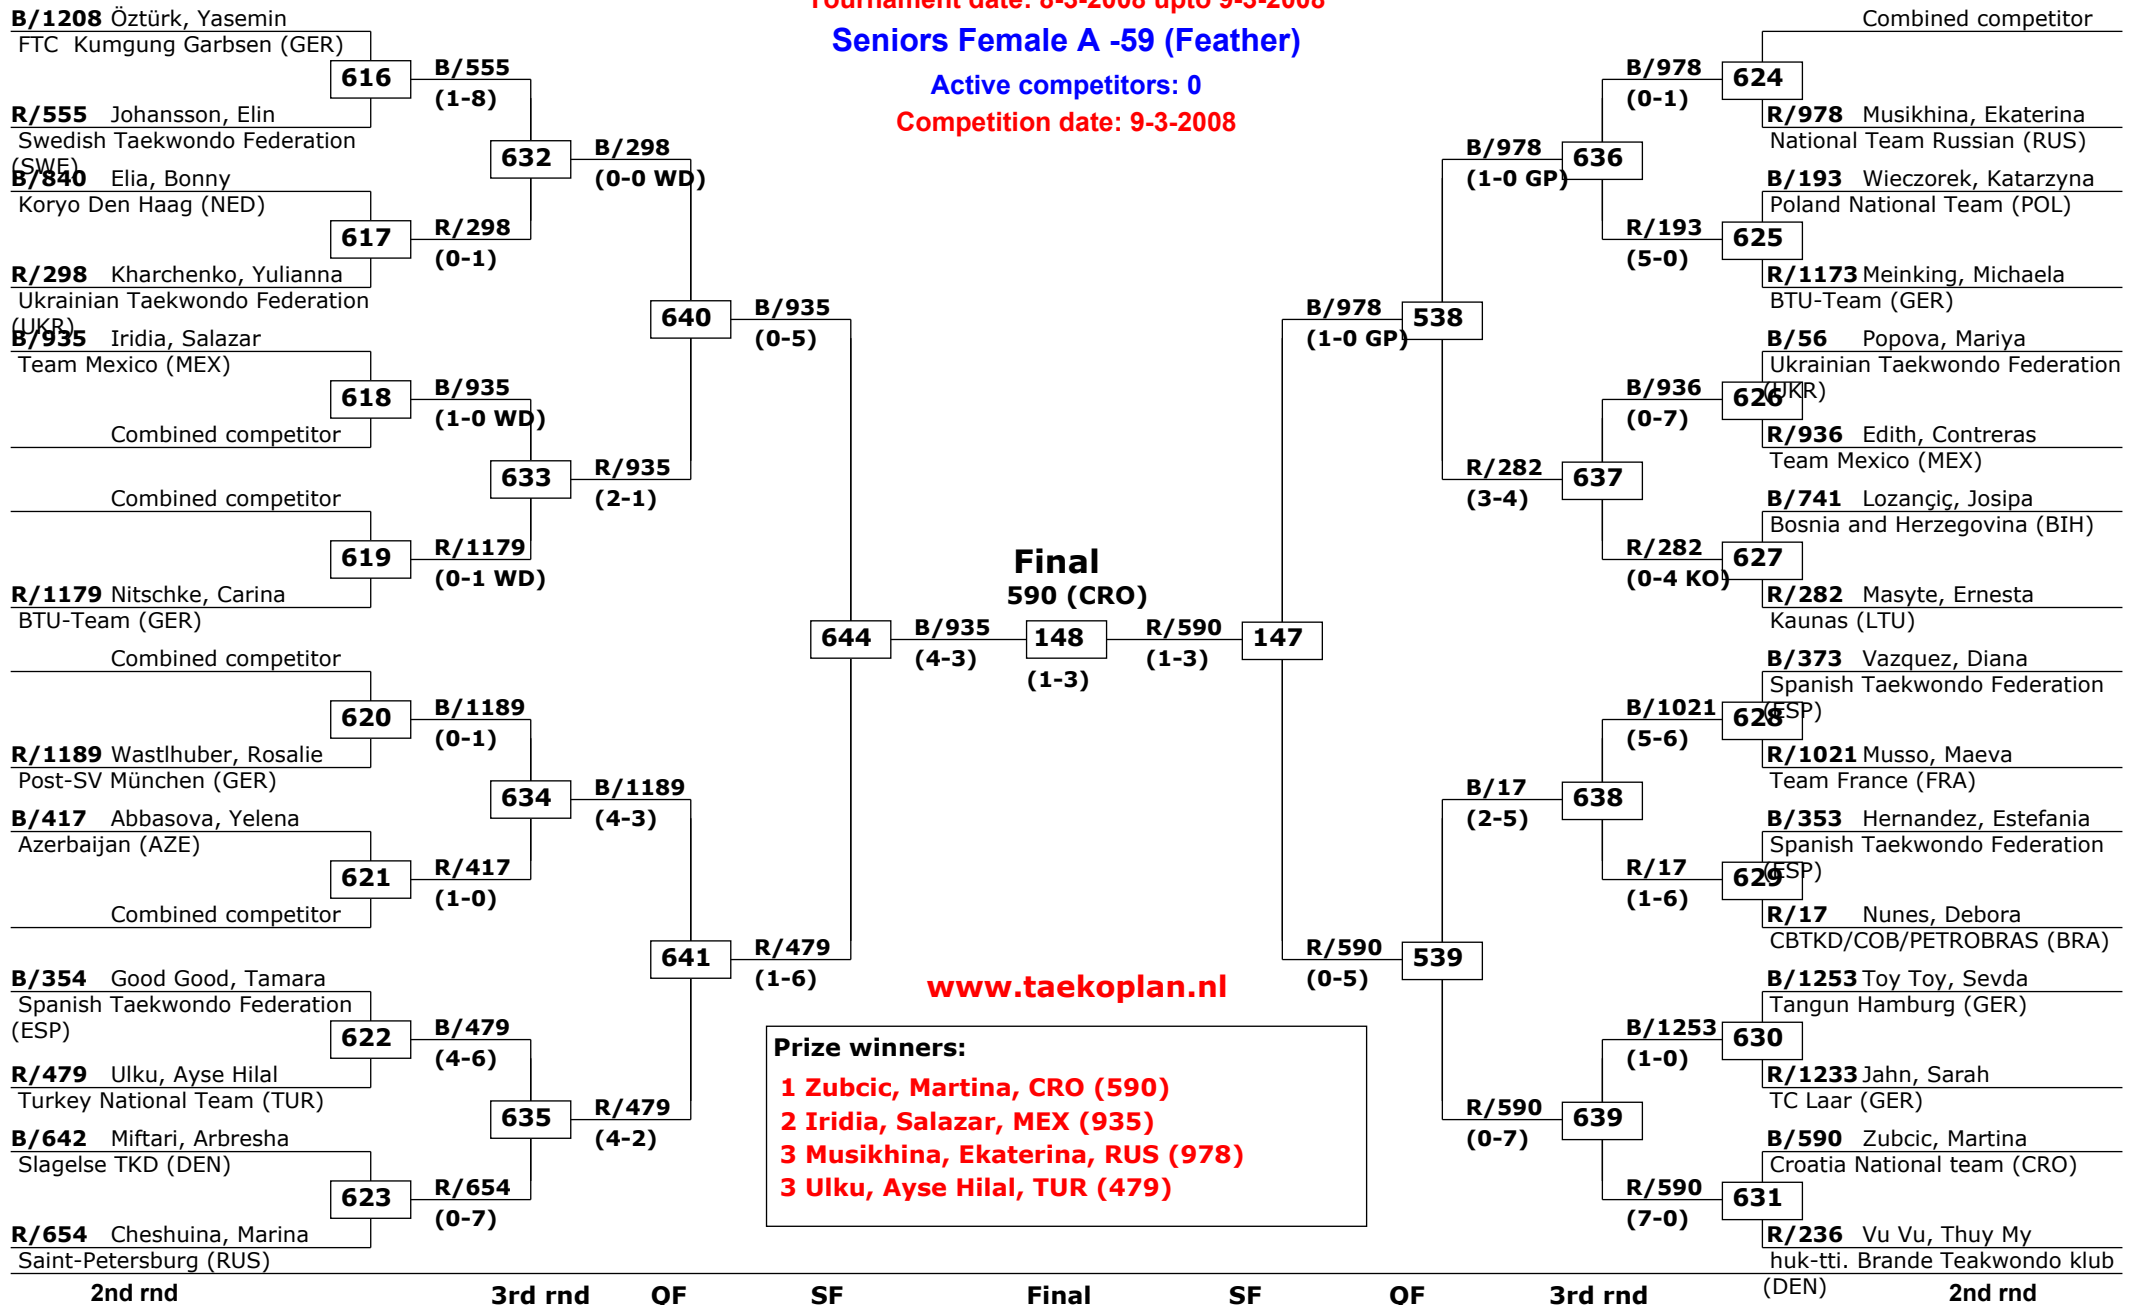 Tournament date: 8-3-2008 upto 9-3-2008
Seniors Female A -59 (Feather)
Active competitors: 0
Competition date: 9-3-2008
B/1208 Öztürk, Yasemin
FTC Kumgung Garbsen (GER)
616
B/555
(1-8)
R/555 Johansson, Elin
Swedish Taekwondo Federation
(SWE)
632
B/298
(0-0 WD)
B/840 Elia, Bonny
Koryo Den Haag (NED)
617
R/298
(0-1)
R/298 Kharchenko, Yulianna
Ukrainian Taekwondo Federation
(UKR)
640
B/935
(0-5)
B/935 Iridia, Salazar
Team Mexico (MEX)
618
B/935
(1-0 WD)
Combined competitor
633
R/935
(2-1)
Combined competitor
619
R/1179
(0-1 WD)
R/1179 Nitschke, Carina
BTU-Team (GER)
644
B/935
(4-3)
Combined competitor
620
B/1189
(0-1)
R/1189 Wastlhuber, Rosalie
Post-SV München (GER)
634
B/1189
(4-3)
B/417 Abbasova, Yelena
Azerbaijan (AZE)
621
R/417
(1-0)
Combined competitor
641
R/479
(1-6)
B/354 Good Good, Tamara
Spanish Taekwondo Federation
(ESP)
622
B/479
(4-6)
R/479 Ulku, Ayse Hilal
Turkey National Team (TUR)
635
R/479
(4-2)
B/642 Miftari, Arbresha
Slagelse TKD (DEN)
623
R/654
(0-7)
R/654 Cheshuina, Marina
Saint-Petersburg (RUS)
Final
590 (CRO)
148
(1-3)
R/590
(1-3)
147
www.taekoplan.nl
Prize winners:
1 Zubcic, Martina, CRO (590)
2 Iridia, Salazar, MEX (935)
3 Musikhina, Ekaterina, RUS (978)
3 Ulku, Ayse Hilal, TUR (479)
Combined competitor
B/978
(0-1)
624
R/978 Musikhina, Ekaterina
National Team Russian (RUS)
B/978
(1-0 GP)
636
B/193 Wieczorek, Katarzyna
Poland National Team (POL)
R/193
(5-0)
625
R/1173 Meinking, Michaela
BTU-Team (GER)
B/978
(1-0 GP)
538
B/56 Popova, Mariya
Ukrainian Taekwondo Federation
(UKR)
B/936
(0-7)
626
R/936 Edith, Contreras
Team Mexico (MEX)
R/282
(3-4)
637
B/741 Lozançiç, Josipa
Bosnia and Herzegovina (BIH)
R/282
(0-4 KO)
627
R/282 Masyte, Ernesta
Kaunas (LTU)
B/373 Vazquez, Diana
Spanish Taekwondo Federation
(ESP)
B/1021
(5-6)
628
R/1021 Musso, Maeva
Team France (FRA)
B/17
(2-5)
638
B/353 Hernandez, Estefania
Spanish Taekwondo Federation
(ESP)
R/17
(1-6)
629
R/17 Nunes, Debora
CBTKD/COB/PETROBRAS (BRA)
R/590
(0-5)
539
B/1253 Toy Toy, Sevda
Tangun Hamburg (GER)
B/1253
(1-0)
630
R/1233 Jahn, Sarah
TC Laar (GER)
R/590
(0-7)
639
B/590 Zubcic, Martina
Croatia National team (CRO)
R/590
(7-0)
631
R/236 Vu Vu, Thuy My
huk-tti. Brande Teakwondo klub
(DEN)
2nd rnd 3rd rnd QF SF Final SF QF 3rd rnd 2nd rnd